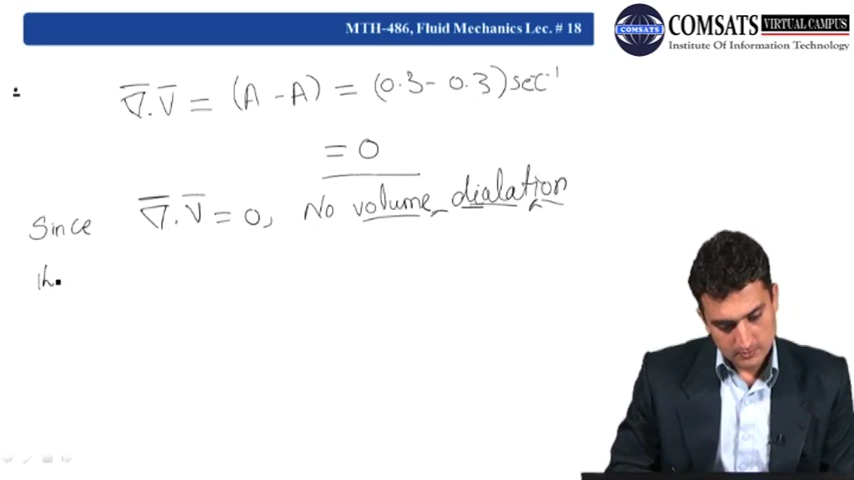 MTH-486, Fluid Mechanics Lec. # 18
COMSATS
COMSATS VIRTUAL CAMPUS
Institute Of Information Technology
∇̅.V̅ = (A - A) = (0.3 - 0.3) sec⁻¹
= 0
Since ∇̅.V̅ = 0, No volume dialation
th